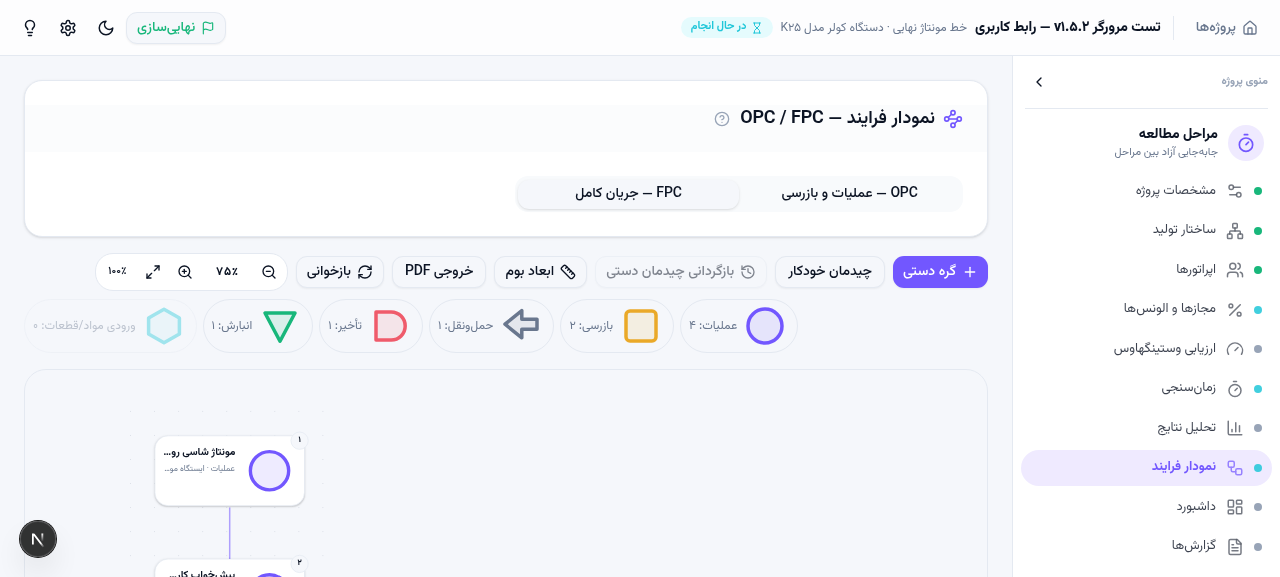 پروژه‌ها
تست مرورگر v1.5.2 — رابط کاربری
خط مونتاژ نهایی · دستگاه کولر مدل K25
در حال انجام
نهایی‌سازی
منوی پروژه
مراحل مطالعه
جابه‌جایی آزاد بین مراحل
مشخصات پروژه
ساختار تولید
اپراتورها
مجازها و الونس‌ها
ارزیابی وستینگهاوس
زمان‌سنجی
تحلیل نتایج
نمودار فرایند
داشبورد
گزارش‌ها
نمودار فرایند — OPC / FPC
OPC — عملیات و بازرسی
FPC — جریان کامل
گره دستی
چیدمان خودکار
بازگردانی چیدمان دستی
ابعاد بوم
خروجی PDF
بازخوانی
۷۵٪
۱۰۰٪
عملیات: ۴
بازرسی: ۲
حمل‌ونقل: ۱
تأخیر: ۱
انبارش: ۱
ورودی مواد/قطعات: ۰
۱
مونتاژ شاسی رو...
عملیات · ایستگاه مو...
۲
N